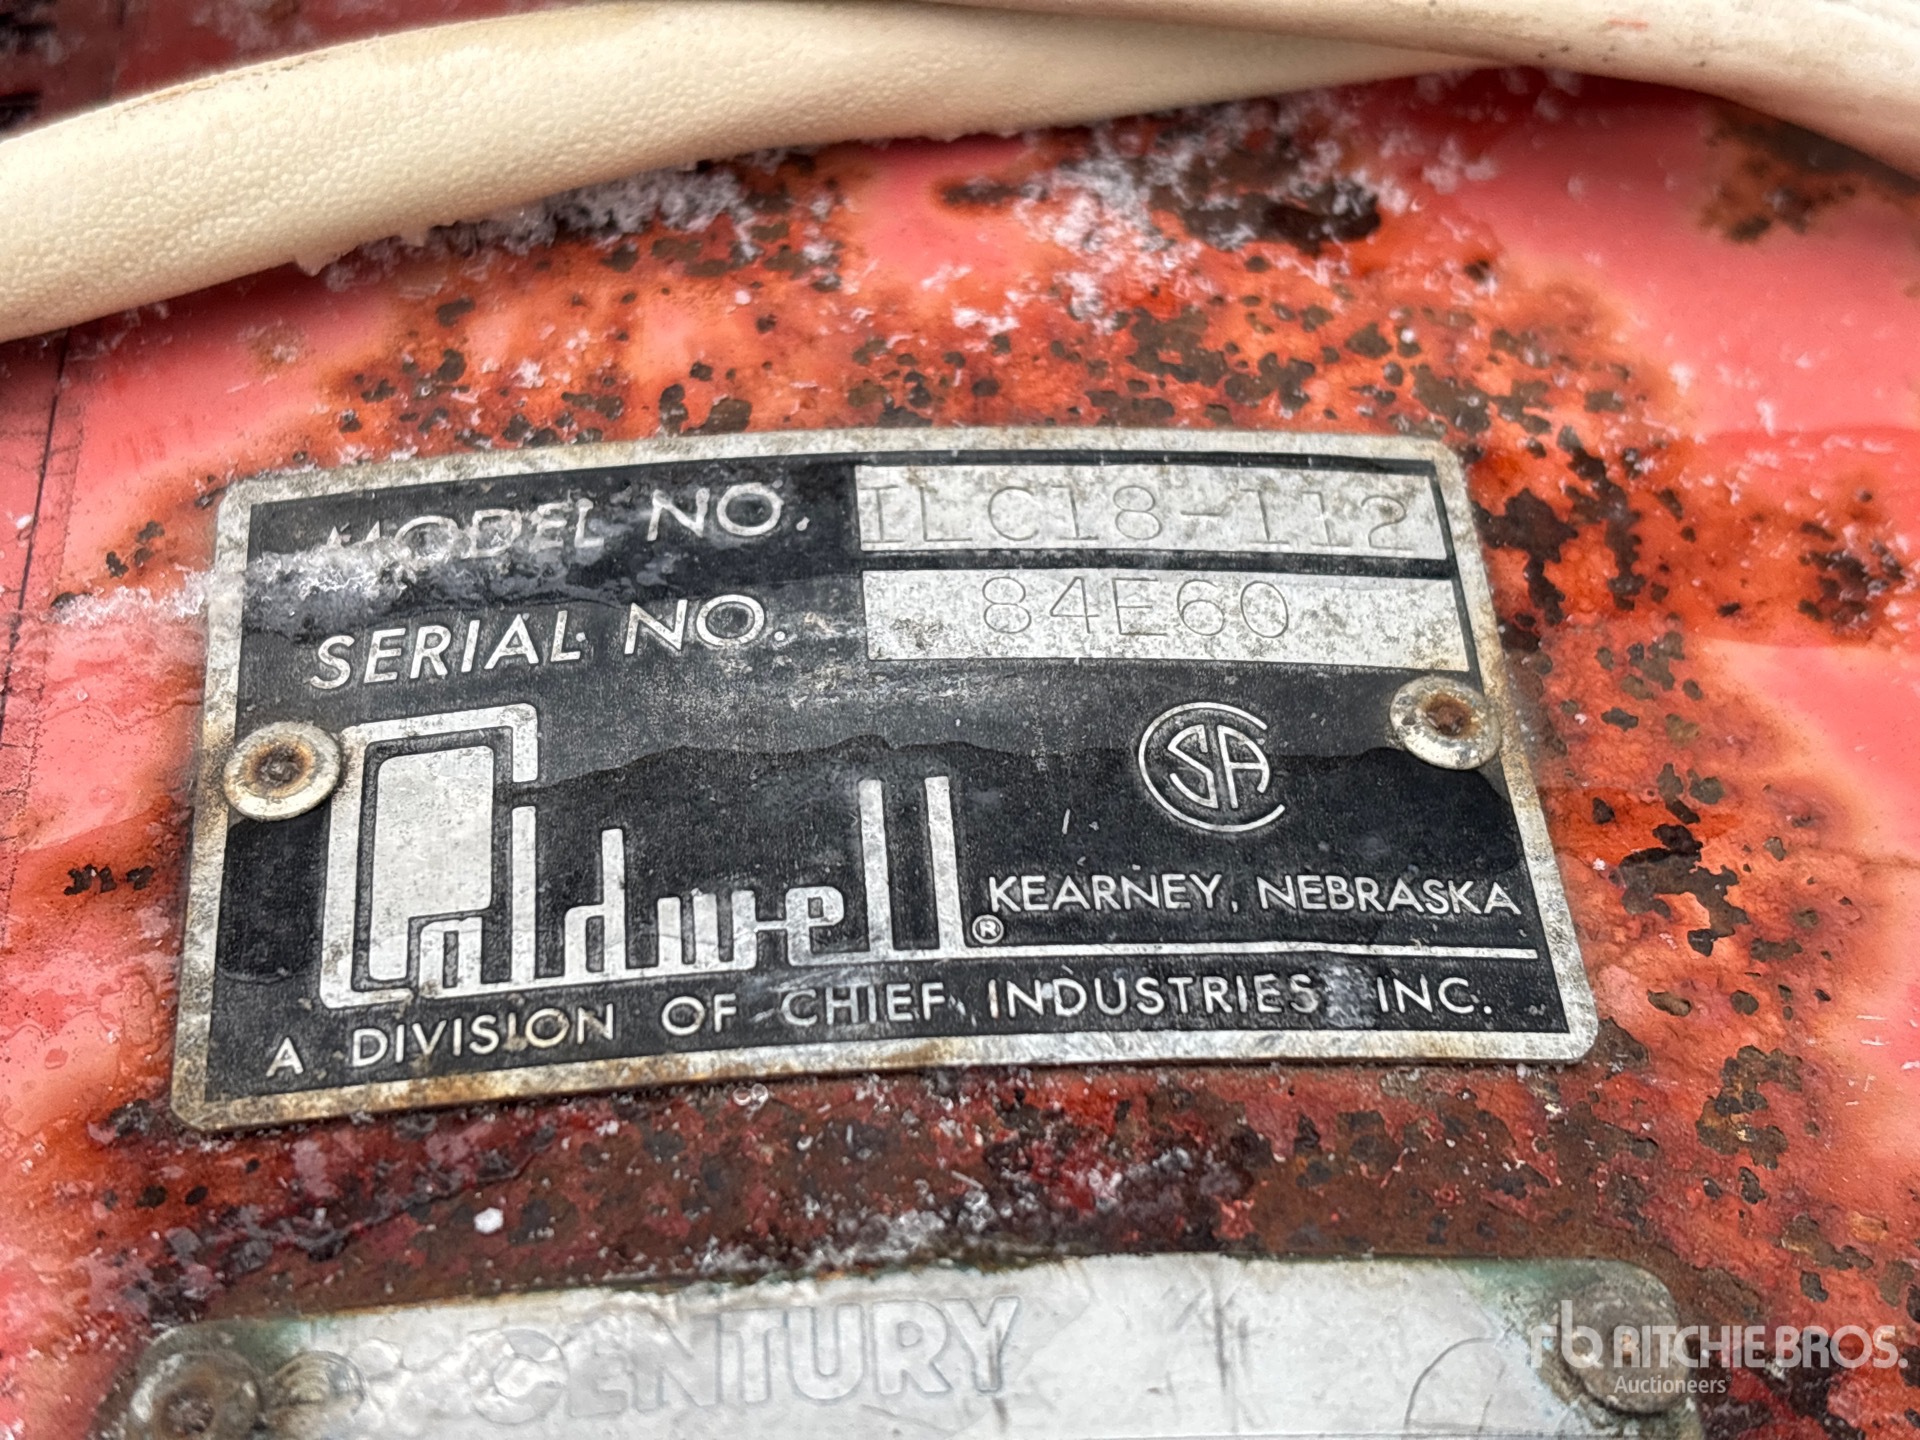 MODEL NO. ILC18-112
SERIAL NO. 84E60
Caldwell®
CSA
KEARNEY, NEBRASKA
A DIVISION OF CHIEF INDUSTRIES, INC.
CENTURY
rb RITCHIE BROS.
Auctioneers